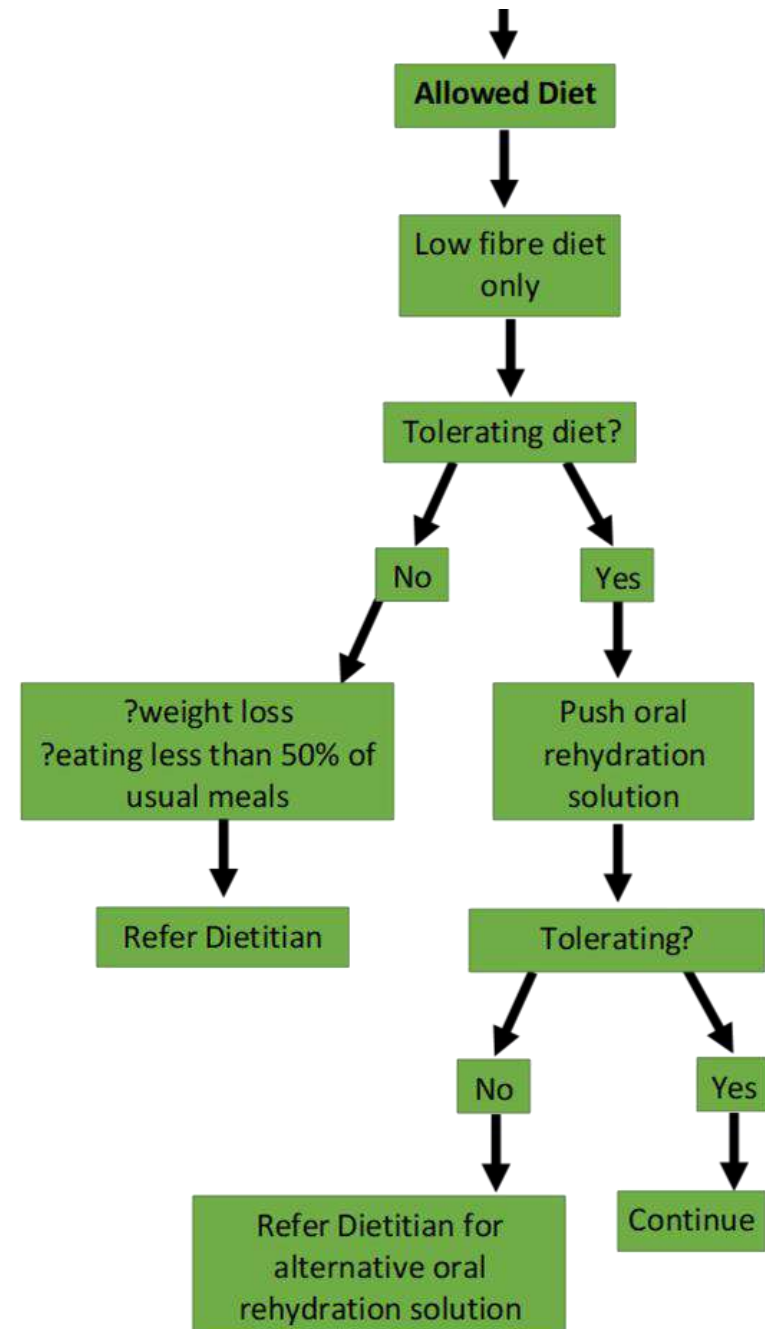 Allowed Diet
Low fibre diet
only
Tolerating diet?
No
Yes
?weight loss
?eating less than 50% of
usual meals
Push oral
rehydration
solution
Refer Dietitian
Tolerating?
No
Yes
Refer Dietitian for
alternative oral
rehydration solution
Continue